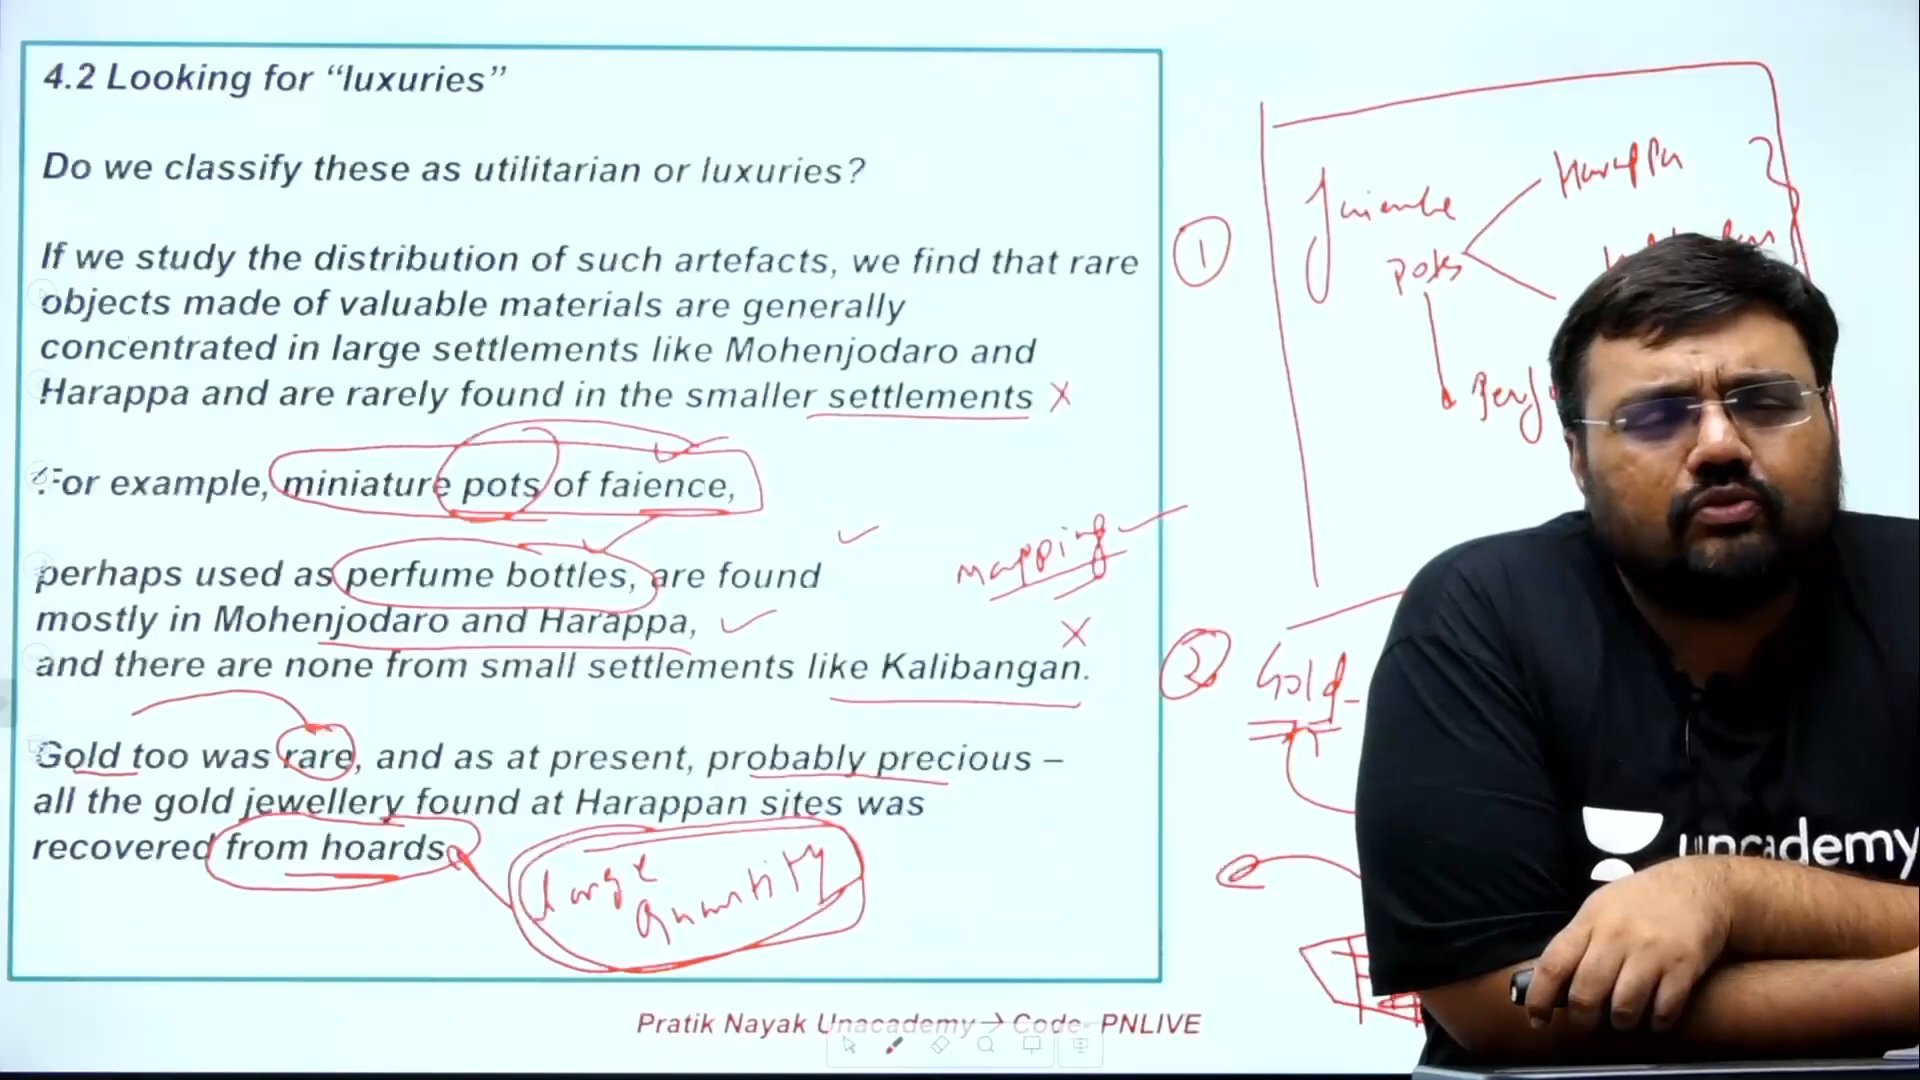 4.2 Looking for “luxuries”
Do we classify these as utilitarian or luxuries?
If we study the distribution of such artefacts, we find that rare
objects made of valuable materials are generally
concentrated in large settlements like Mohenjodaro and
Harappa and are rarely found in the smaller settlements X
For example, miniature pots of faience,
perhaps used as perfume bottles, are found
mostly in Mohenjodaro and Harappa,
and there are none from small settlements like Kalibangan.
Gold too was rare, and as at present, probably precious –
all the gold jewellery found at Harappan sites was
recovered from hoards
large
quantity
mapping
X
1
Harappa
pots
2
Gold
unacademy
Pratik Nayak Unacademy → Code- PNLIVE